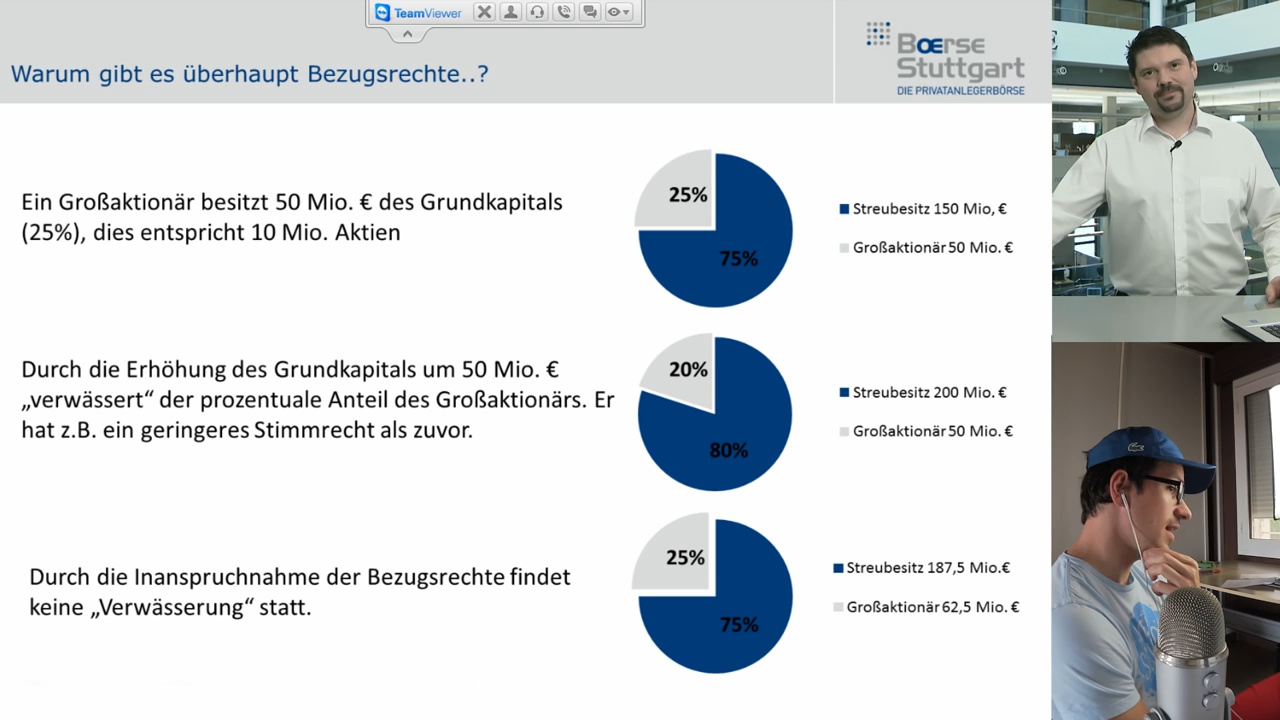 TeamViewer
Warum gibt es überhaupt Bezugsrechte..?
BŒRSE
Stuttgart
DIE PRIVATANLEGERBÖRSE
Ein Großaktionär besitzt 50 Mio. € des Grundkapitals
(25%), dies entspricht 10 Mio. Aktien
25%
75%
Streubesitz 150 Mio, €
Großaktionär 50 Mio. €
Durch die Erhöhung des Grundkapitals um 50 Mio. €
„verwässert“ der prozentuale Anteil des Großaktionärs. Er
hat z.B. ein geringeres Stimmrecht als zuvor.
20%
80%
Streubesitz 200 Mio. €
Großaktionär 50 Mio. €
Durch die Inanspruchnahme der Bezugsrechte findet
keine „Verwässerung“ statt.
25%
75%
Streubesitz 187,5 Mio.€
Großaktionär 62,5 Mio. €